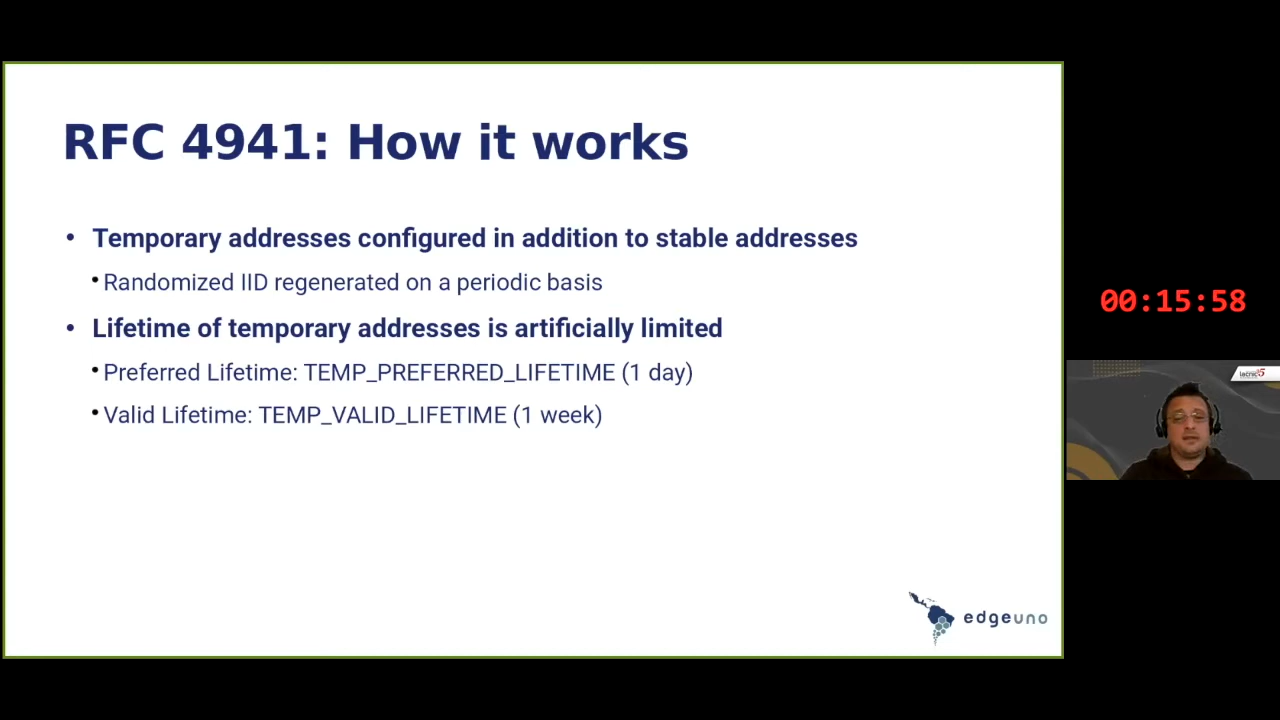 RFC 4941: How it works
• Temporary addresses configured in addition to stable addresses
• Randomized IID regenerated on a periodic basis
• Lifetime of temporary addresses is artificially limited
• Preferred Lifetime: TEMP_PREFERRED_LIFETIME (1 day)
• Valid Lifetime: TEMP_VALID_LIFETIME (1 week)
edgeuno
00:15:58
lacnic35